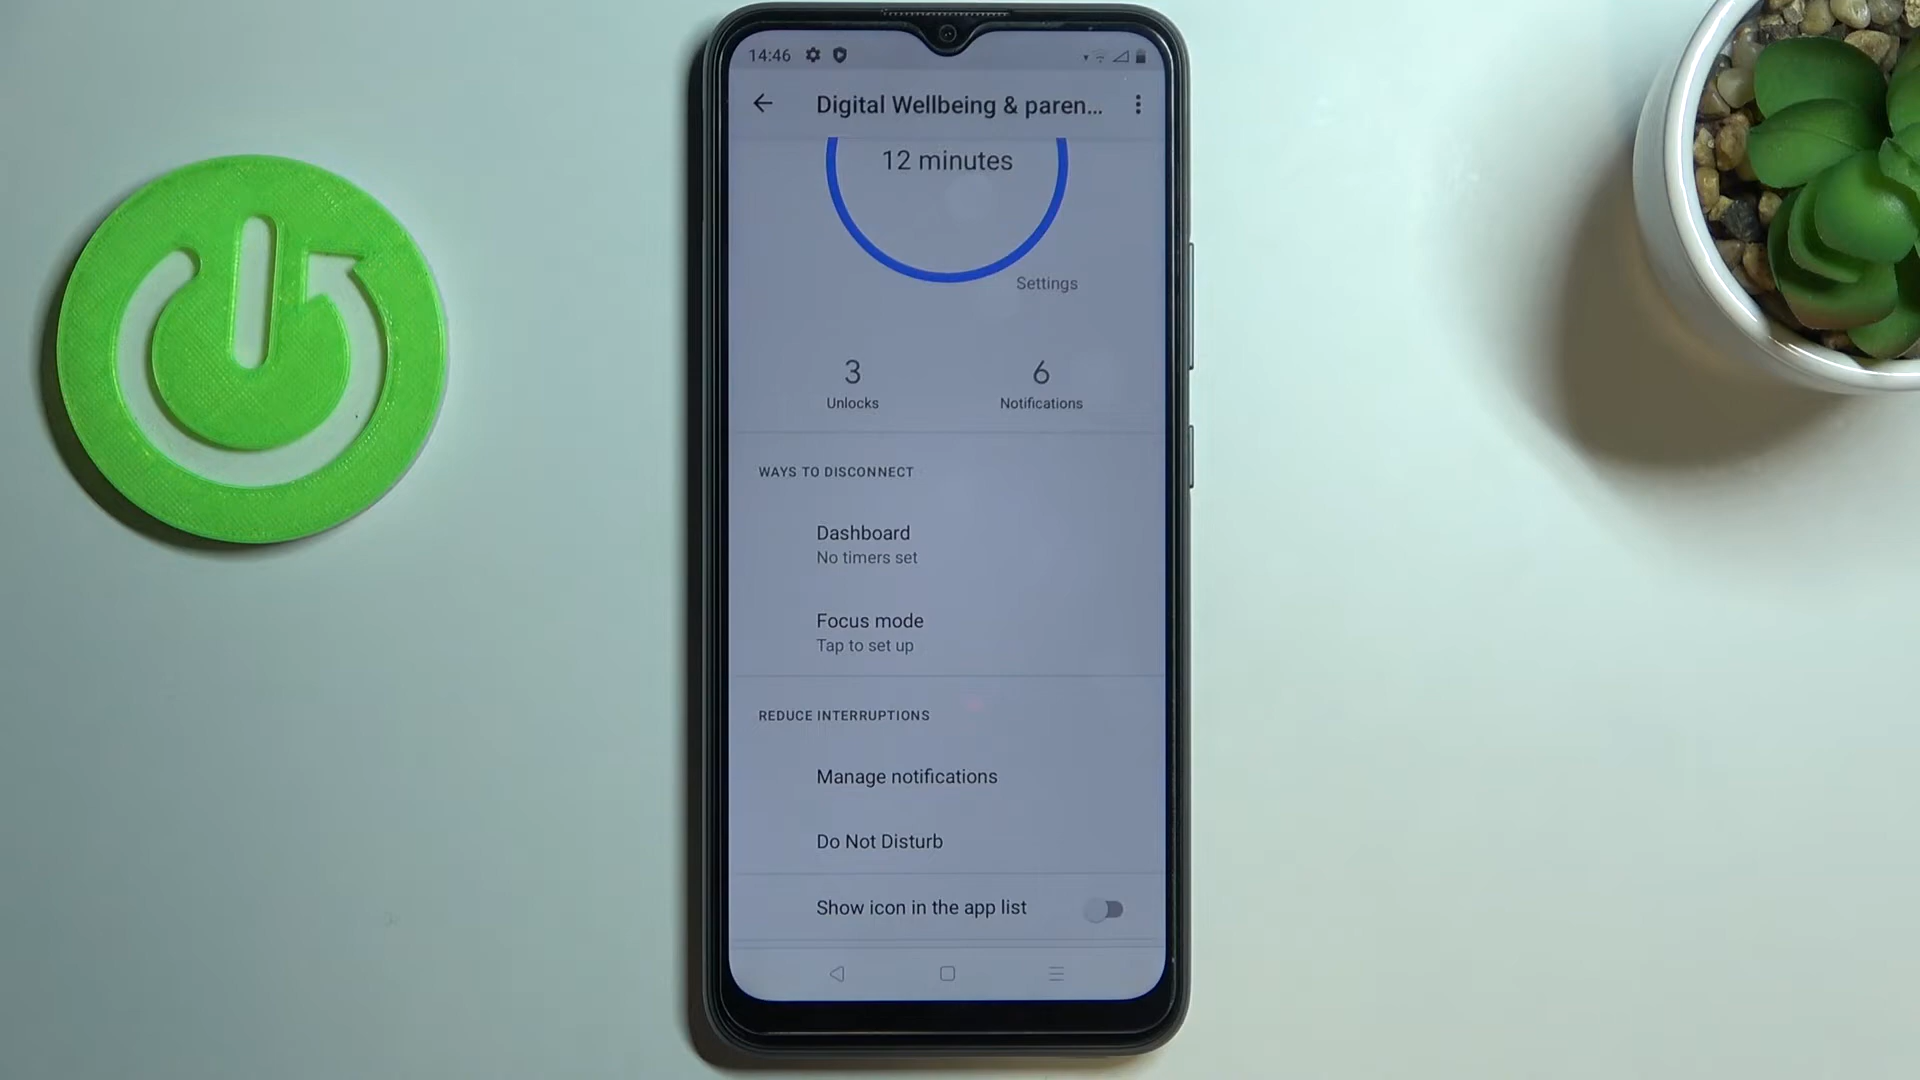 14:46
Digital Wellbeing & paren...
12 minutes
Settings
3
6
Unlocks
Notifications
WAYS TO DISCONNECT
Dashboard
No timers set
Focus mode
Tap to set up
REDUCE INTERRUPTIONS
Manage notifications
Do Not Disturb
Show icon in the app list